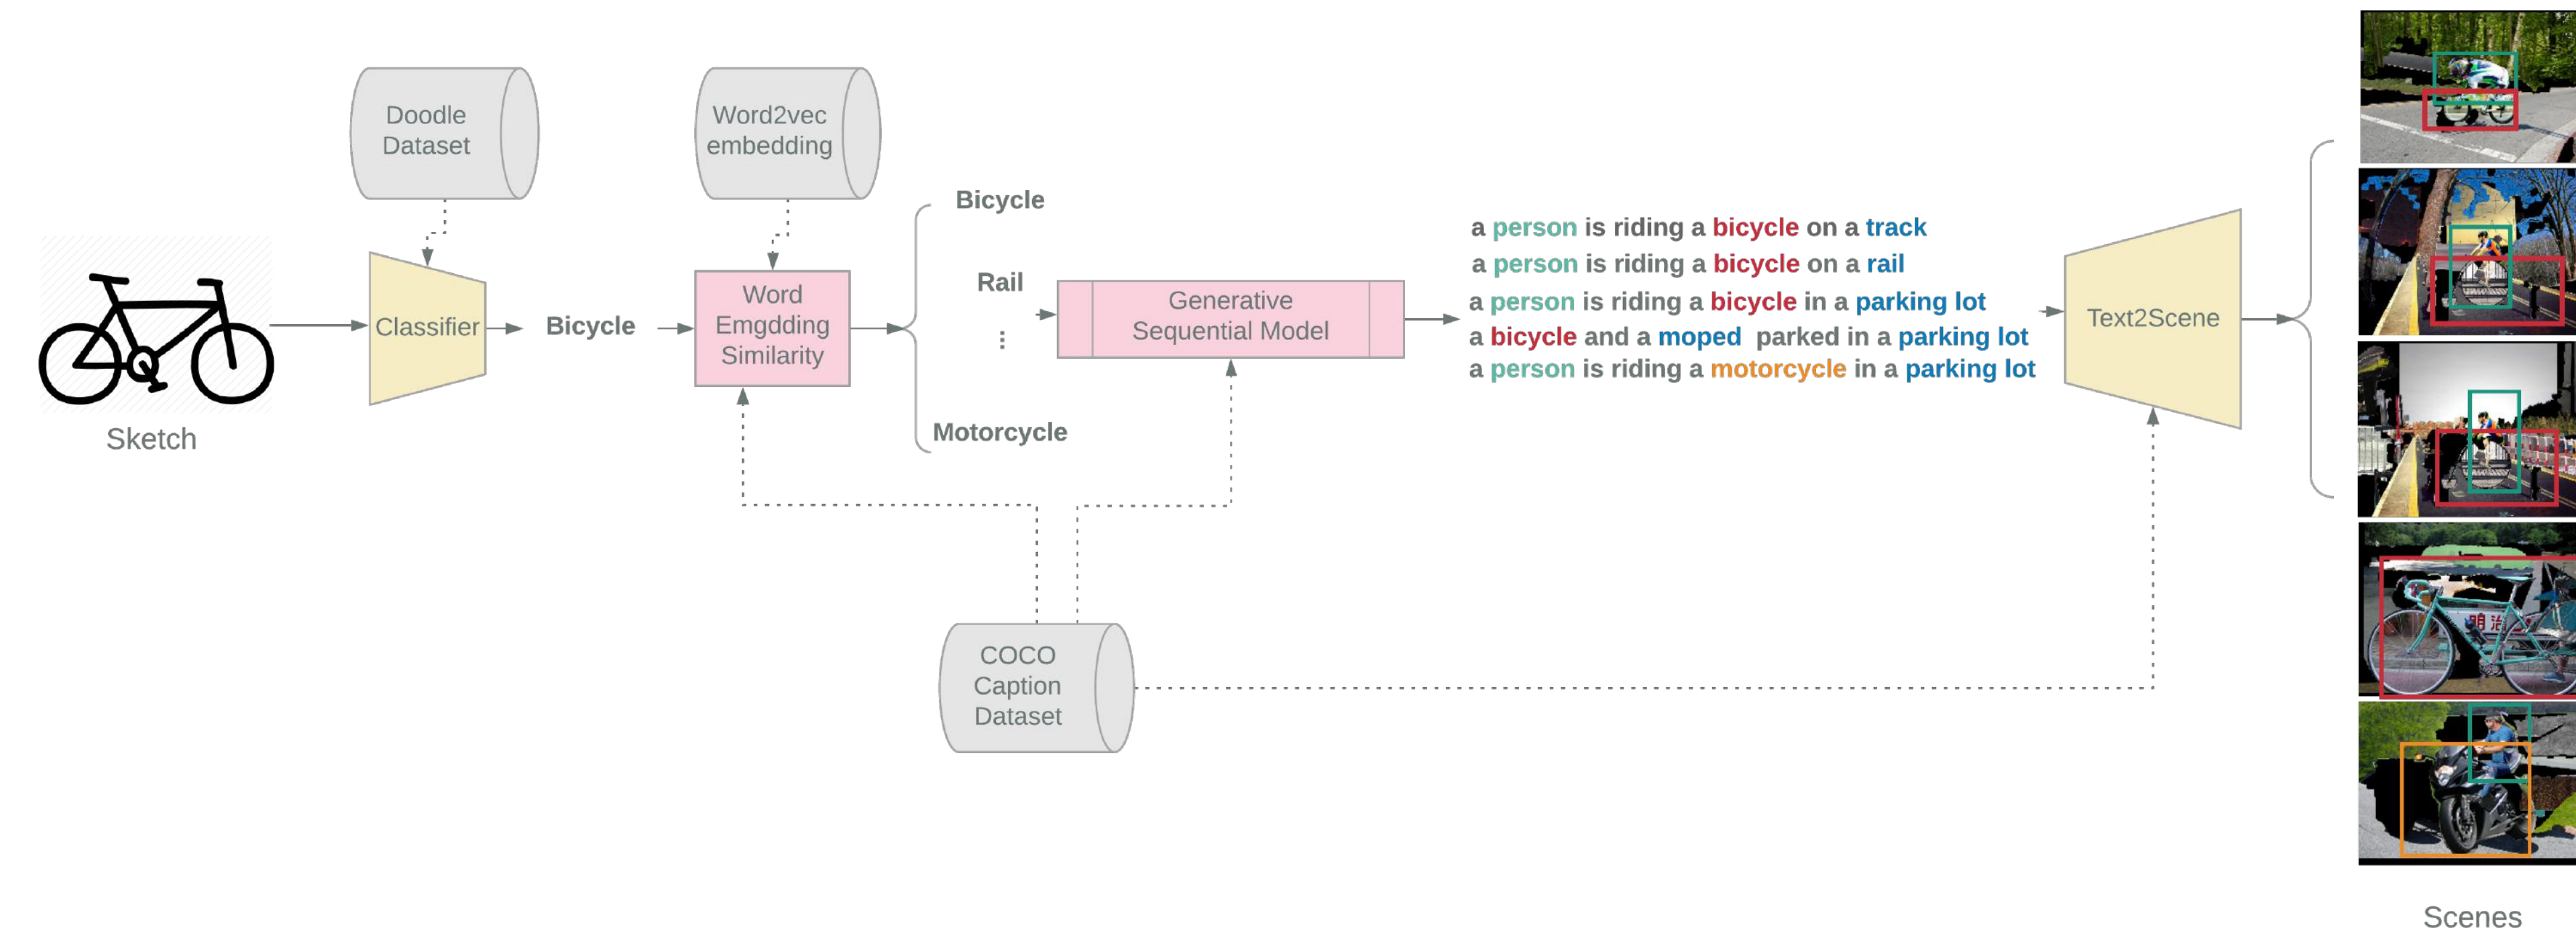 Doodle
Dataset
Word2vec
embedding
Sketch
Classifier
Bicycle
Word
Emgdding
Similarity
Bicycle
Rail
⋮
Motorcycle
Generative
Sequential Model
a person is riding a bicycle on a track
a person is riding a bicycle on a rail
a person is riding a bicycle in a parking lot
a bicycle and a moped parked in a parking lot
a person is riding a motorcycle in a parking lot
Text2Scene
COCO
Caption
Dataset
明治
Scenes